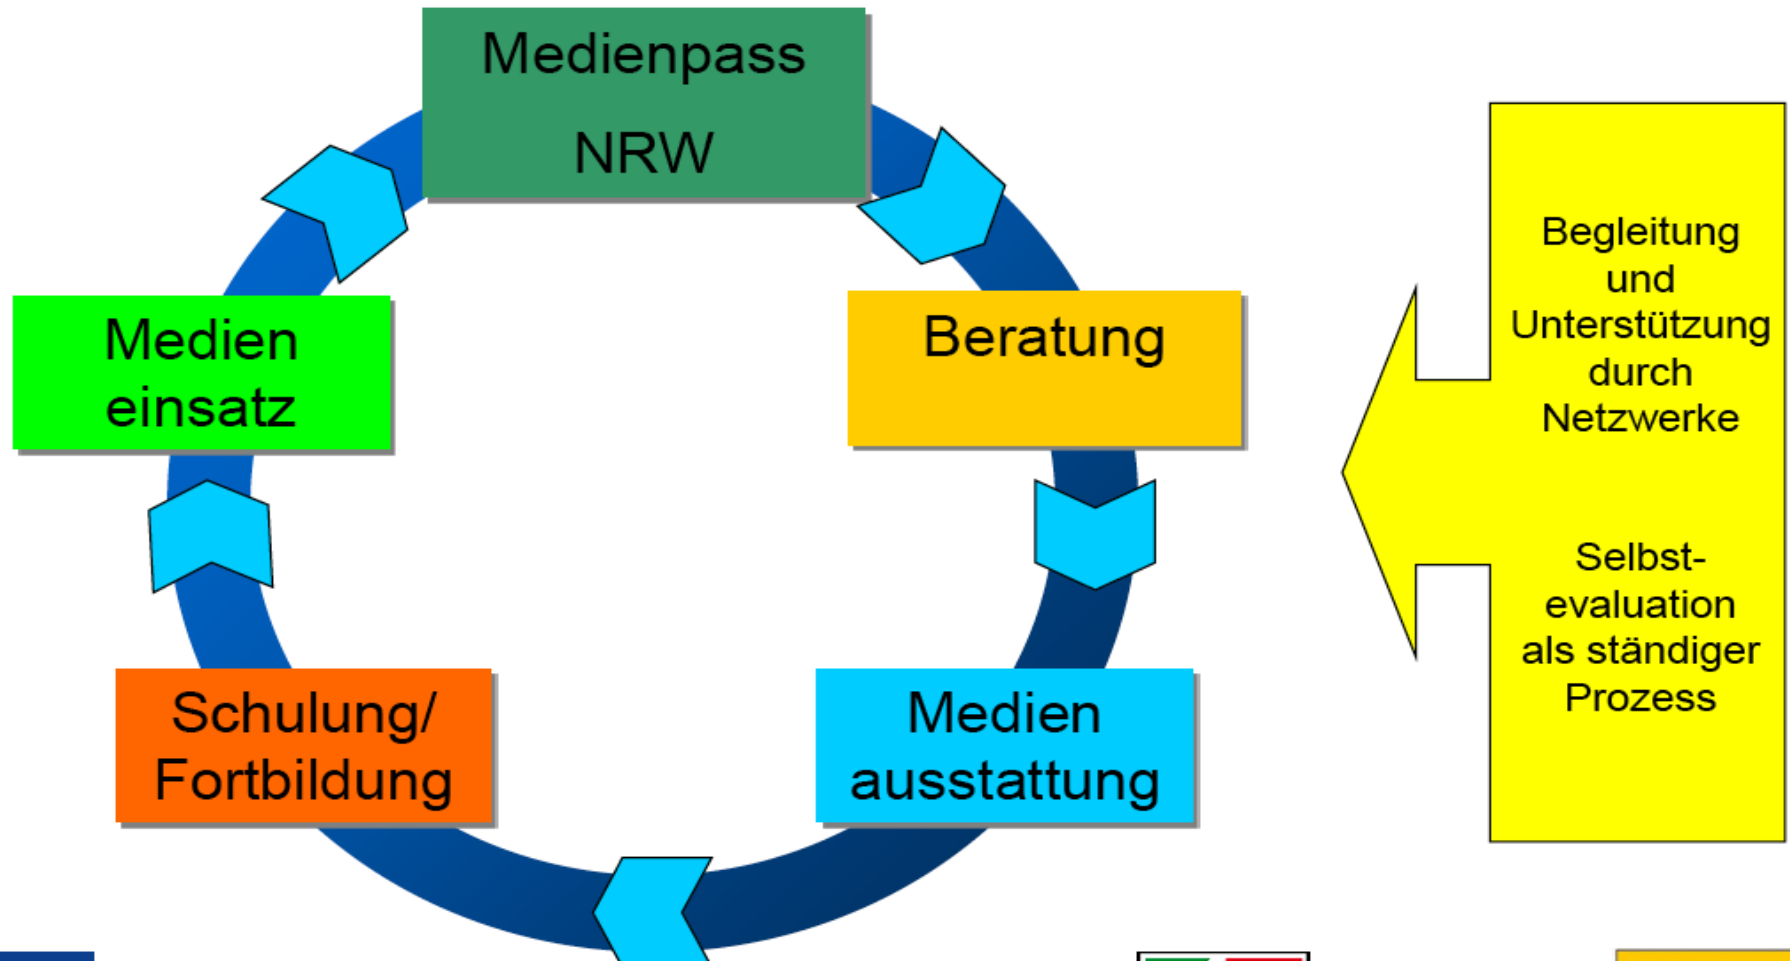 Medienpass
NRW
Medien
einsatz
Beratung
Schulung/
Fortbildung
Medien
ausstattung
Begleitung
und
Unterstützung
durch
Netzwerke
Selbst-
evaluation
als ständiger
Prozess